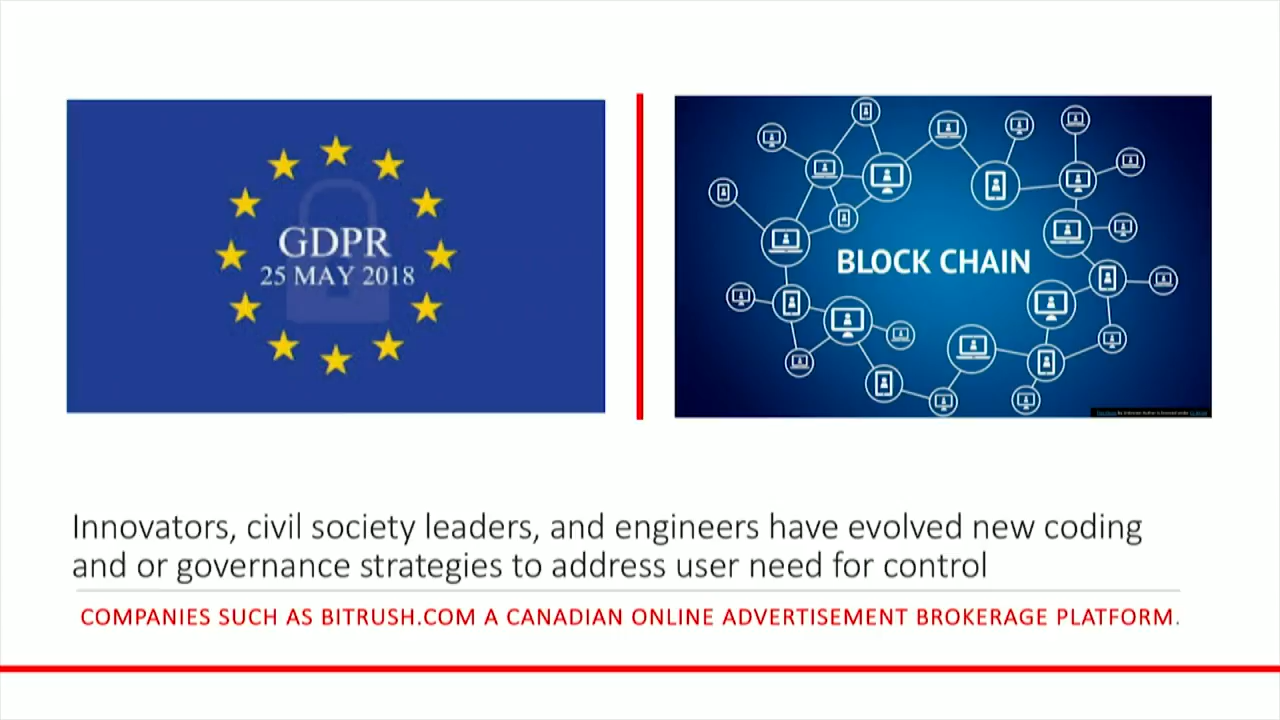 GDPR
25 MAY 2018
BLOCK CHAIN
Innovators, civil society leaders, and engineers have evolved new coding
and or governance strategies to address user need for control
COMPANIES SUCH AS BITRUSH.COM A CANADIAN ONLINE ADVERTISEMENT BROKERAGE PLATFORM.